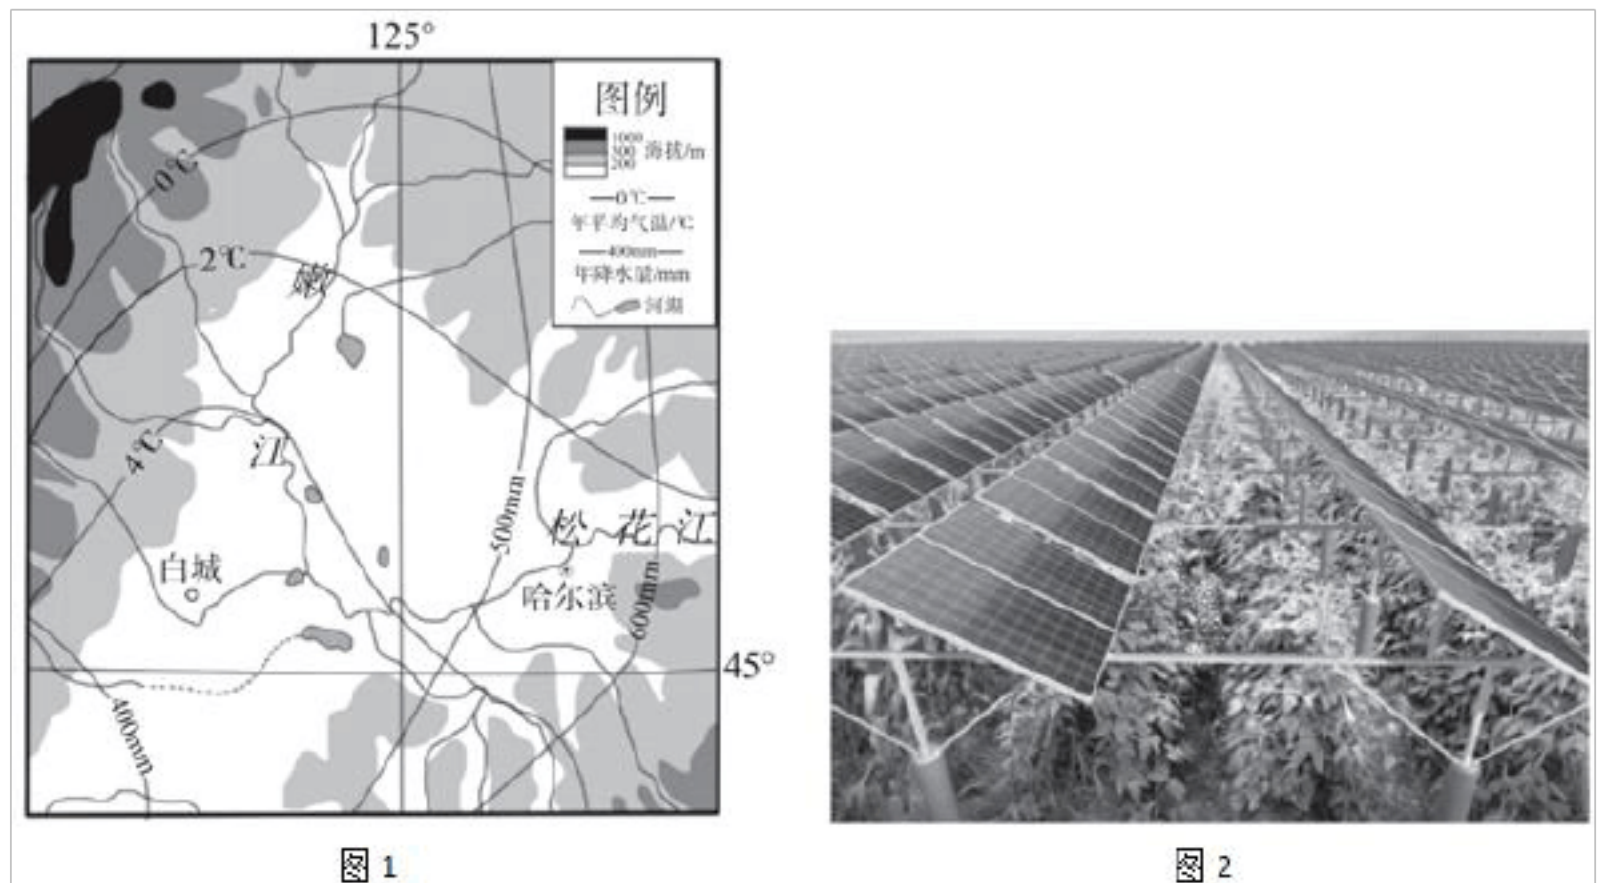 125°
图例
1000
500
200
海拔/m
0℃
年平均气温/℃
400mm
年降水量/mm
河湖
0℃
2℃
嫩
4℃
江
500mm
松花江
白城
哈尔滨
600mm
45°
400mm
图 1
图 2